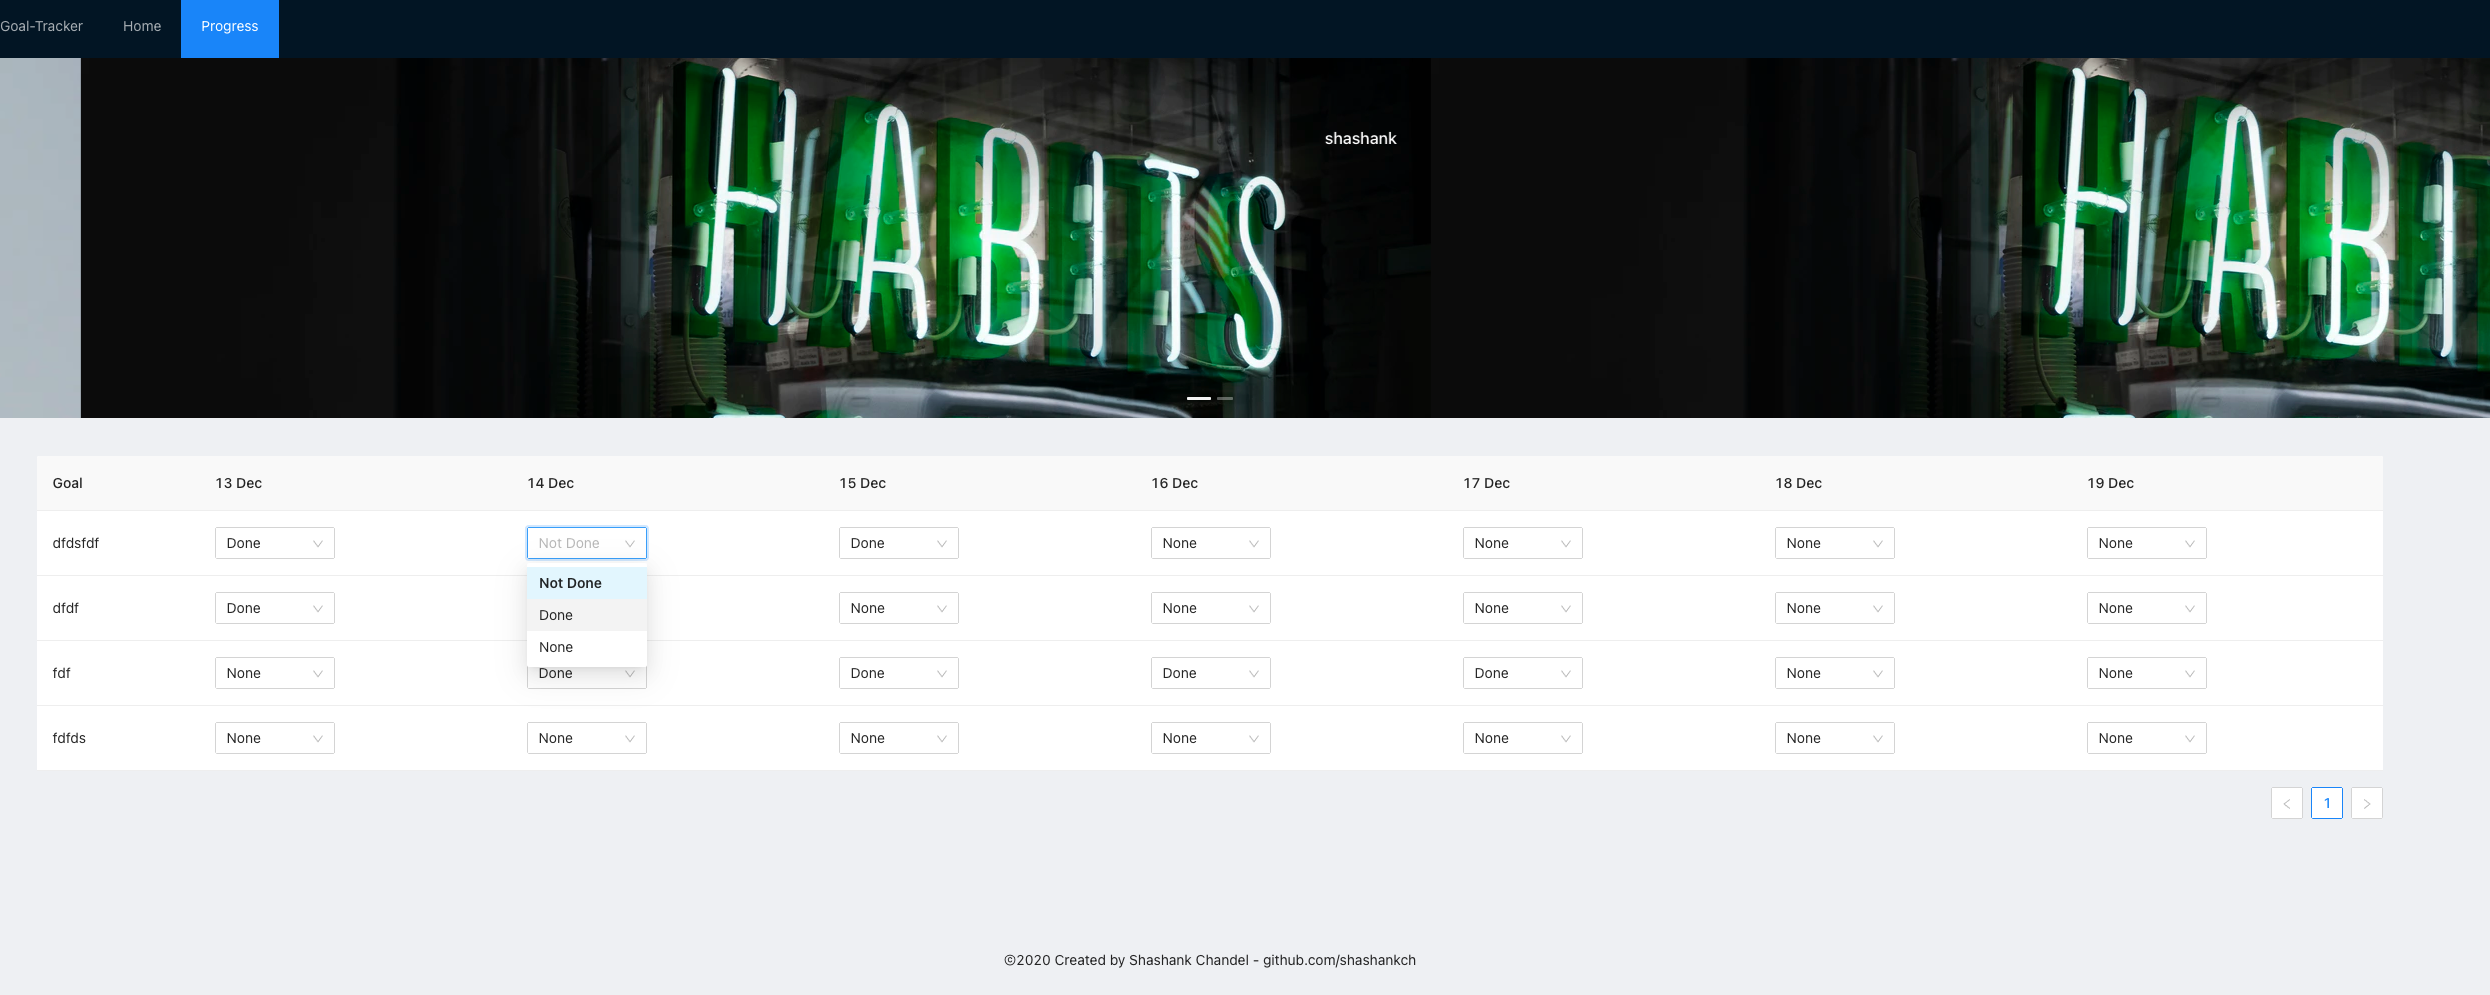 Goal-Tracker Home Progress
HABITS HABI
shashank
Goal 13 Dec 14 Dec 15 Dec 16 Dec 17 Dec 18 Dec 19 Dec
dfdsfdf Done Not Done Done None None None None
Not Done
dfdf Done Done None None None None None
None
fdf None Done Done Done Done None None
fdfds None None None None None None None
1
©2020 Created by Shashank Chandel - github.com/shashankch